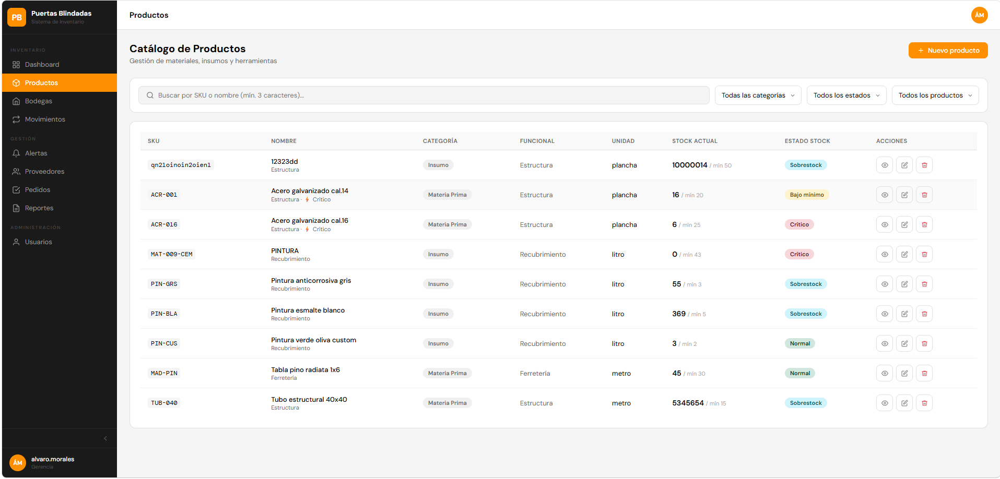 PB
Puertas Blindadas
Sistema de Inventario
INVENTARIO
Dashboard
Productos
Bodegas
Movimientos
GESTIÓN
Alertas
Proveedores
Pedidos
Reportes
ADMINISTRACIÓN
Usuarios
ÁM
alvaro.morales
Gerencia
Productos
ÁM
Catálogo de Productos
Gestión de materiales, insumos y herramientas
+ Nuevo producto
Buscar por SKU o nombre (mín. 3 caracteres)...
Todas las categorías
Todos los estados
Todos los productos
SKU NOMBRE CATEGORÍA FUNCIONAL UNIDAD STOCK ACTUAL ESTADO STOCK ACCIONES
qn21oinoin2oien1 12323dd Insumo Estructura plancha 10000014 / mín 50 Sobrestock
Estructura
ACR-001 Acero galvanizado cal.14 Materia Prima Estructura plancha 16 / mín 20 Bajo mínimo
Estructura · Crítico
ACR-016 Acero galvanizado cal.16 Materia Prima Estructura plancha 6 / mín 25 Crítico
Estructura · Crítico
MAT-009-CEM PINTURA Insumo Recubrimiento litro 0 / mín 43 Crítico
Recubrimiento
PIN-GRS Pintura anticorrosiva gris Insumo Recubrimiento litro 55 / mín 3 Sobrestock
Recubrimiento
PIN-BLA Pintura esmalte blanco Insumo Recubrimiento litro 369 / mín 5 Sobrestock
Recubrimiento
PIN-CUS Pintura verde oliva custom Insumo Recubrimiento litro 3 / mín 2 Normal
Recubrimiento
MAD-PIN Tabla pino radiata 1x6 Materia Prima Ferretería metro 45 / mín 30 Normal
Ferretería
TUB-040 Tubo estructural 40x40 Materia Prima Estructura metro 5345654 / mín 15 Sobrestock
Estructura